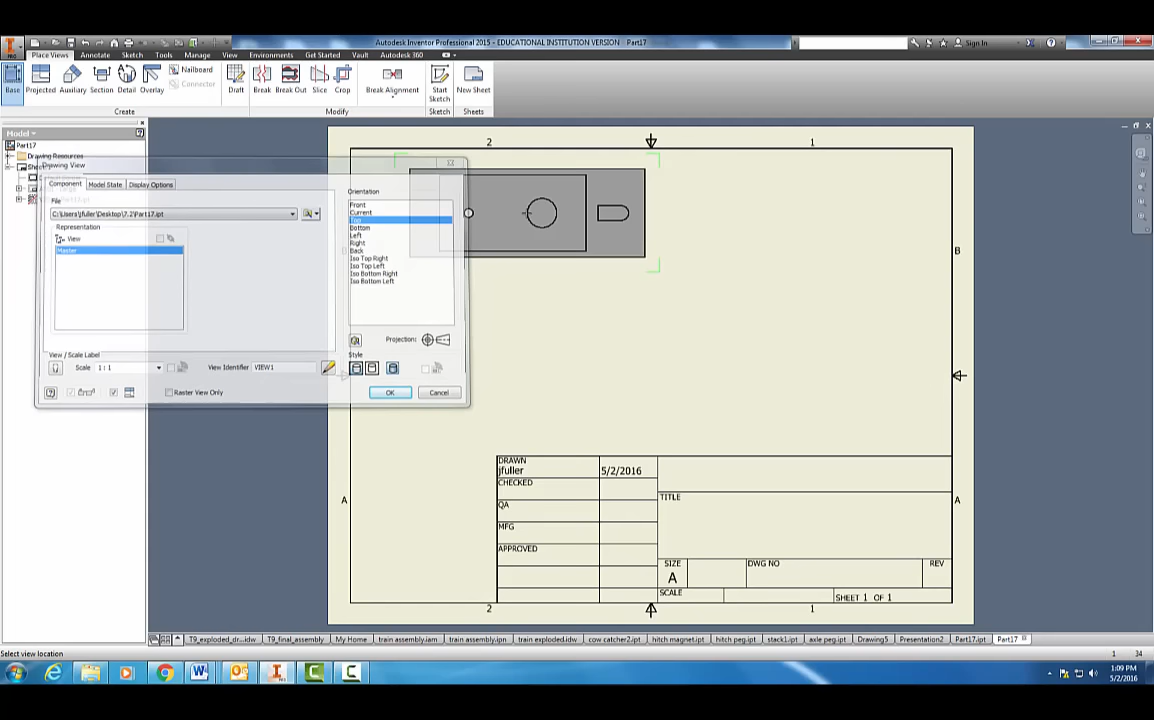 Autodesk Inventor Professional 2015 - EDUCATIONAL INSTITUTION VERSION - Part17
Sign In
Place Views Annotate Sketch Tools Manage View Environments Get Started Vault Autodesk 360
Base Projected Auxiliary Section Detail Overlay Nailboard Connector Draft Break Break Out Slice Crop Break Alignment Start Sketch New Sheet
Create Modify Sketch Sheets
Model
Part17
Drawing Resources
Drawing View
Component Model State Display Options
File
C:\Users\jfuller\Desktop\7.2\Part17.ipt
Representation
View
Master
Orientation
Front
Current
Top
Bottom
Left
Right
Back
Iso Top Right
Iso Top Left
Iso Bottom Right
Iso Bottom Left
Projection:
View / Scale Label
Style
Scale 1 : 1 View Identifier VIEW1
Raster View Only OK Cancel
2 1
B
A A
2 1
DRAWN
jfuller 5/2/2016
CHECKED
QA
MFG
APPROVED
TITLE
SIZE
A
DWG NO
REV
SCALE
SHEET 1 OF 1
T9_exploded_dr...idw T9_final_assembly My Home train assembly.iam train assembly.ipn train exploded.idw cow catcher2.ipt hitch magnet.ipt hitch peg.ipt stack1.ipt axle peg.ipt Drawing5 Presentation2 Part17.ipt Part17
Select view location 1 34
1:09 PM
5/2/2016